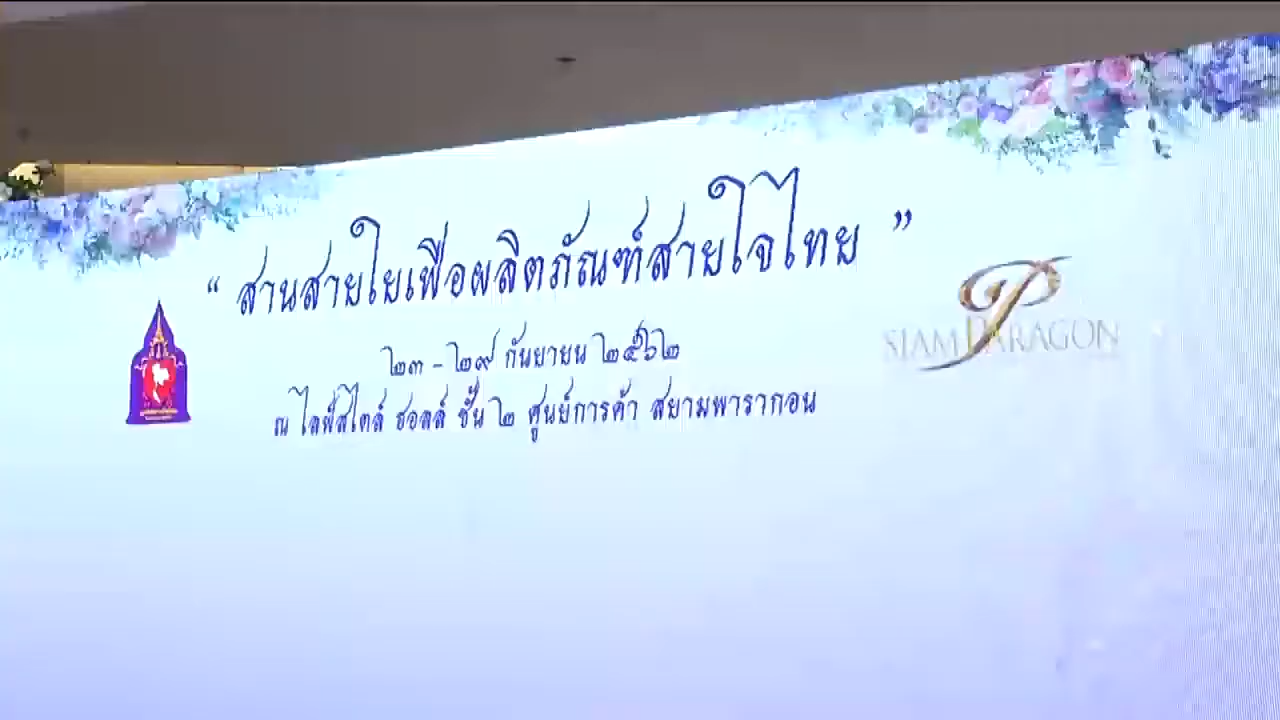 “ สานสายใยเพื่อผลิตภัณฑ์สายใจไทย ”
๒๓ - ๒๙ กันยายน ๒๕๖๒
ณ ไลฟ์สไตล์ ฮอลล์ ชั้น ๒ ศูนย์การค้า สยามพารากอน
SIAM PARAGON